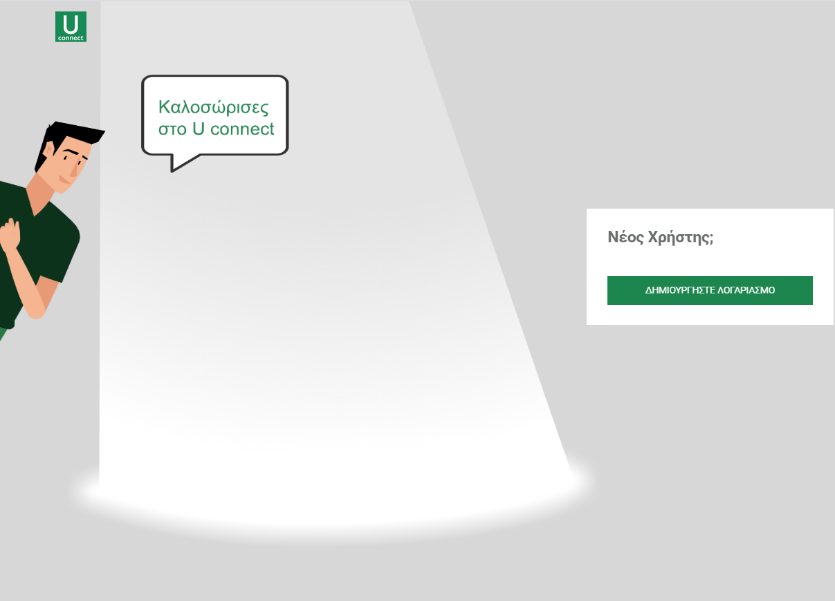 U
connect
Καλοσώρισες
στο U connect
Νέος Χρήστης;
ΔΗΜΙΟΥΡΓΗΣΤΕ ΛΟΓΑΡΙΑΣΜΟ